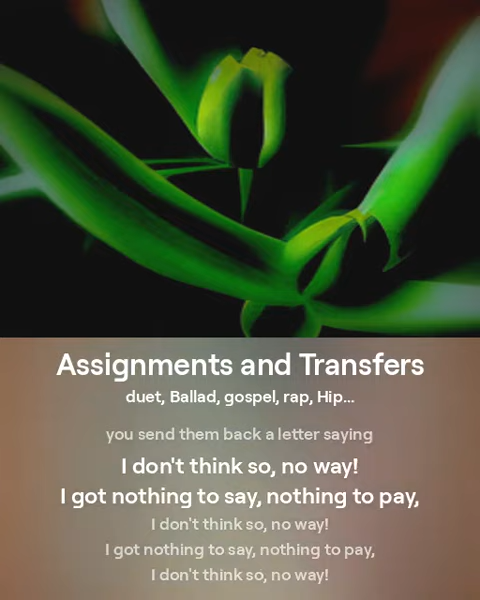 Assignments and Transfers
duet, Ballad, gospel, rap, Hip...
you send them back a letter saying
I don't think so, no way!
I got nothing to say, nothing to pay,
I don't think so, no way!
I got nothing to say, nothing to pay,
I don't think so, no way!